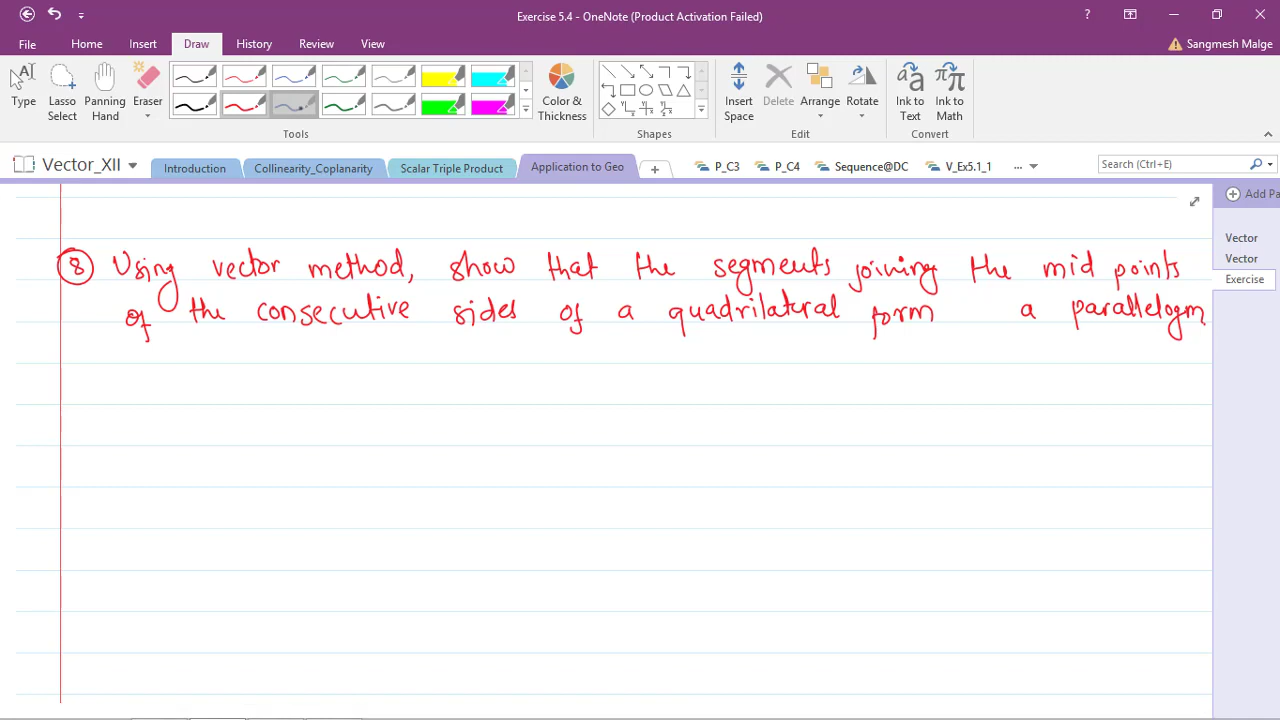 Exercise 5.4 - OneNote (Product Activation Failed)
?
File Home Insert Draw History Review View Sangmesh Malge
Type Lasso Select Panning Hand Eraser Color & Thickness Insert Space Delete Arrange Rotate Ink to Text Ink to Math
Tools Shapes Edit Convert
Vector_XII Introduction Collinearity_Coplanarity Scalar Triple Product Application to Geo P_C3 P_C4 Sequence@DC V_Ex5.1_1 ... Search (Ctrl+E)
Add Pa
Vector
Vector
Exercise
8 Using vector method, show that the segments joining the mid points
of the consecutive sides of a quadrilateral form a parallelogm